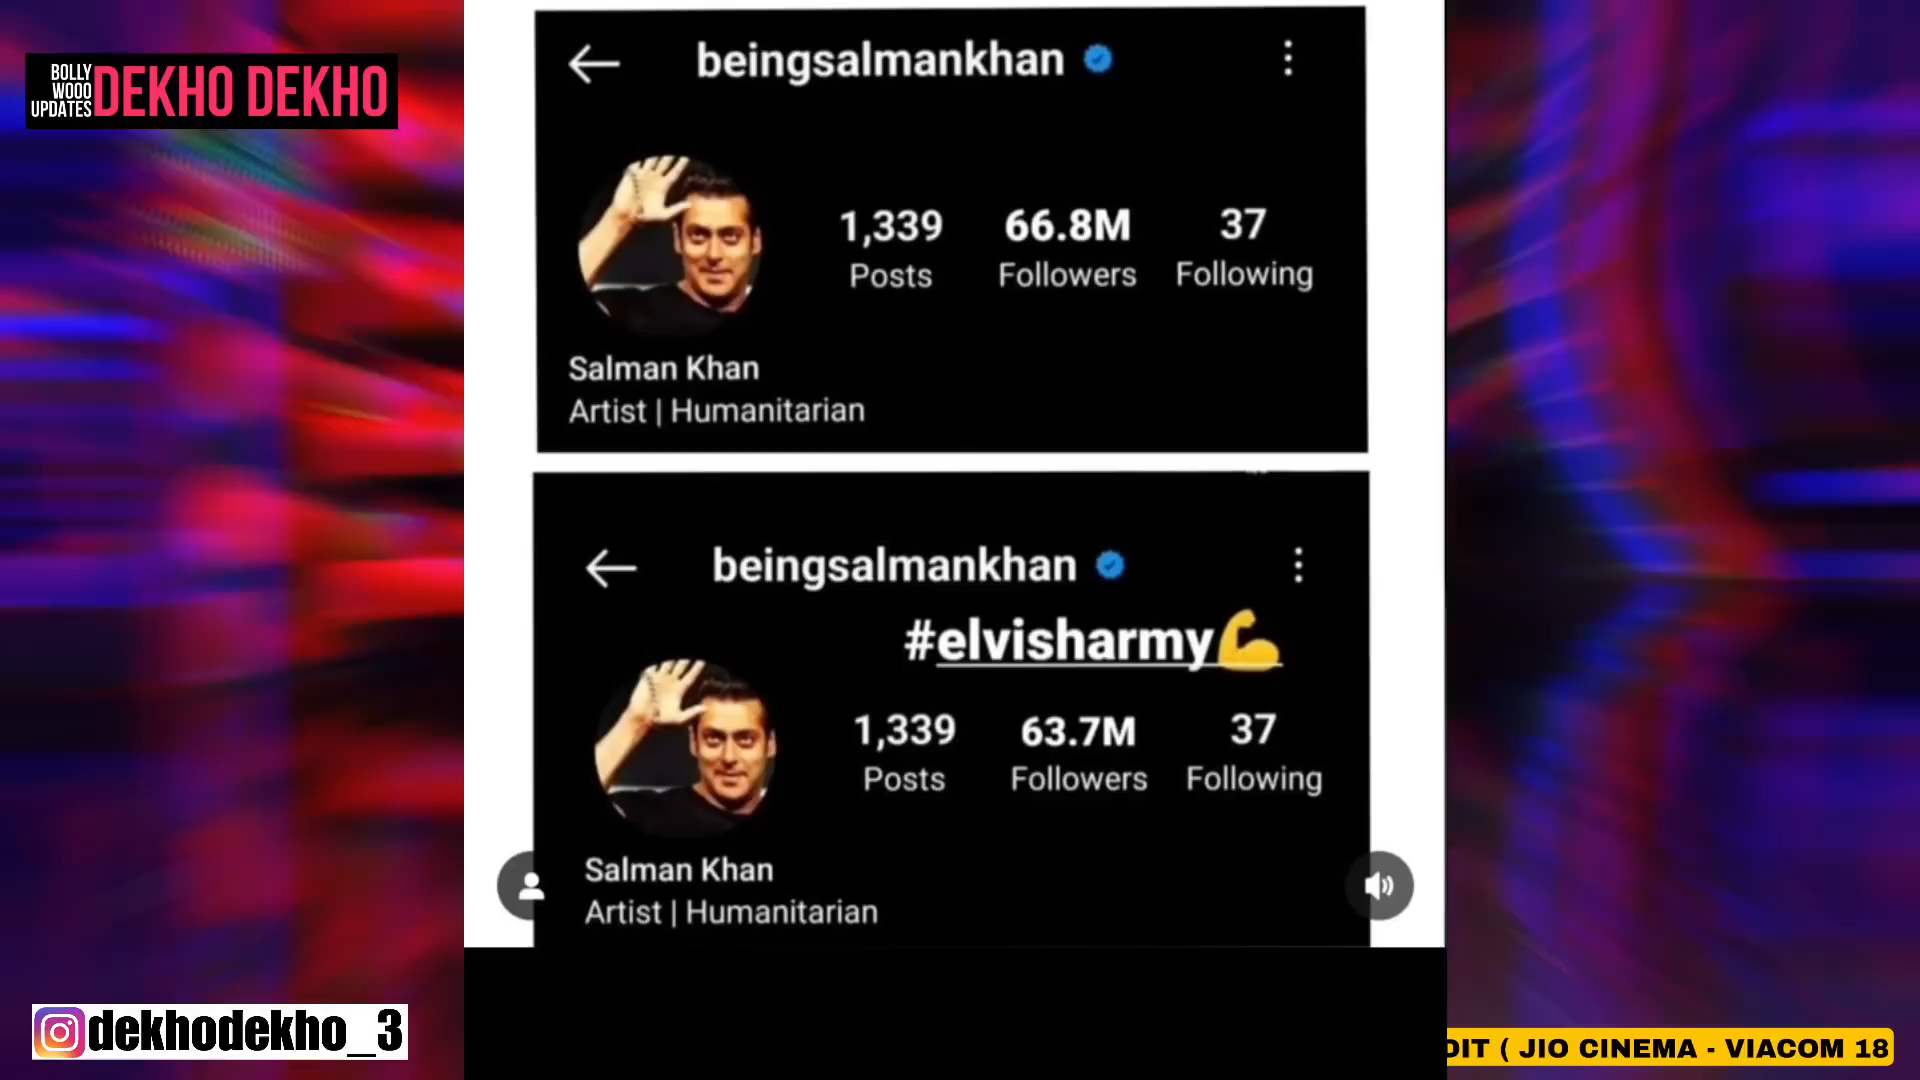 BOLLY
WOOO
UPDATES
DEKHO DEKHO
beingsalmankhan
1,339 66.8M 37
Posts Followers Following
Salman Khan
Artist | Humanitarian
beingsalmankhan
#elvisharmy💪
1,339 63.7M 37
Posts Followers Following
Salman Khan
Artist | Humanitarian
dekhodekho_3
DIT ( JIO CINEMA - VIACOM 18